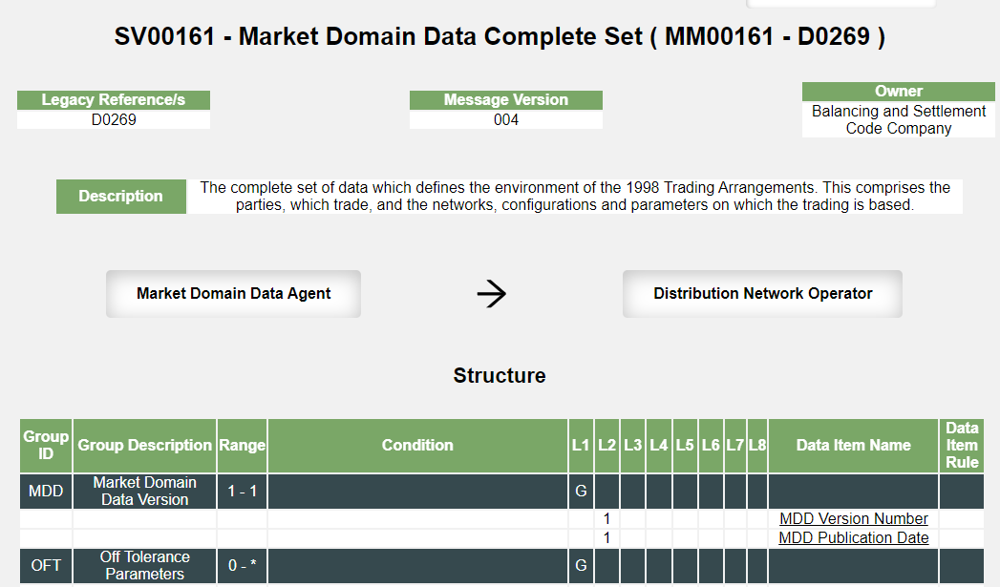 SV00161 - Market Domain Data Complete Set ( MM00161 - D0269 )
Legacy Reference/s
D0269
Message Version
004
Owner
Balancing and Settlement
Code Company
Description
The complete set of data which defines the environment of the 1998 Trading Arrangements. This comprises the
parties, which trade, and the networks, configurations and parameters on which the trading is based.
Market Domain Data Agent
Distribution Network Operator
Structure
Group ID Group Description Range Condition L1 L2 L3 L4 L5 L6 L7 L8 Data Item Name Data Item Rule
MDD Market Domain Data Version 1 - 1 G
1 MDD Version Number
1 MDD Publication Date
OFT Off Tolerance Parameters 0 - * G